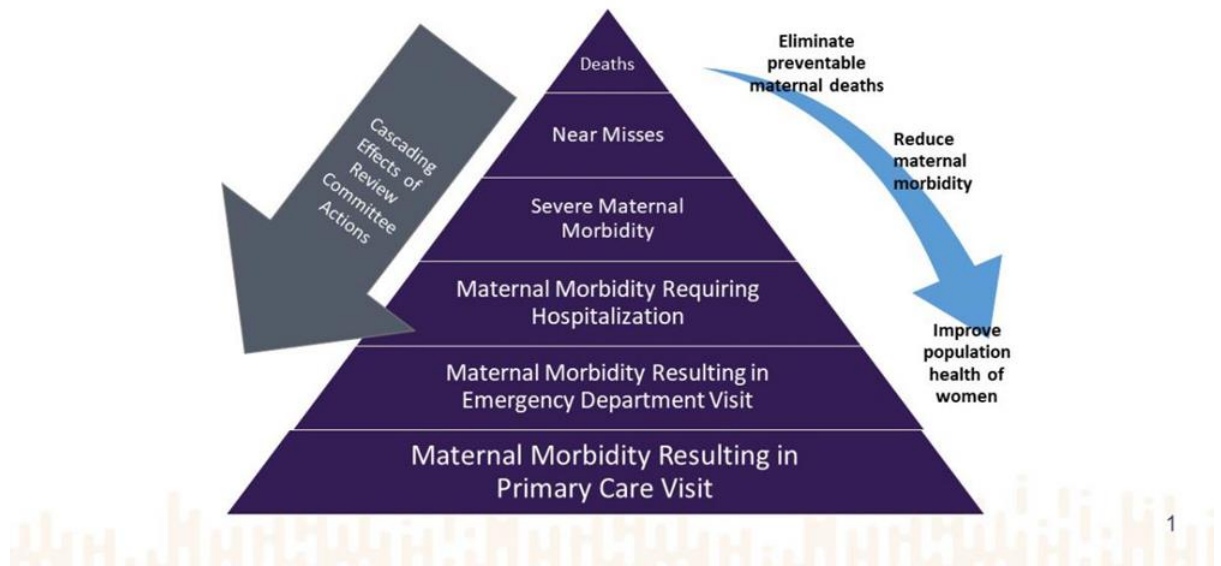 Deaths
Near Misses
Severe Maternal
Morbidity
Maternal Morbidity Requiring
Hospitalization
Maternal Morbidity Resulting in
Emergency Department Visit
Maternal Morbidity Resulting in
Primary Care Visit
Cascading
Effects of
Review
Committee
Actions
Eliminate
preventable
maternal deaths
Reduce
maternal
morbidity
Improve
population
health of
women
1